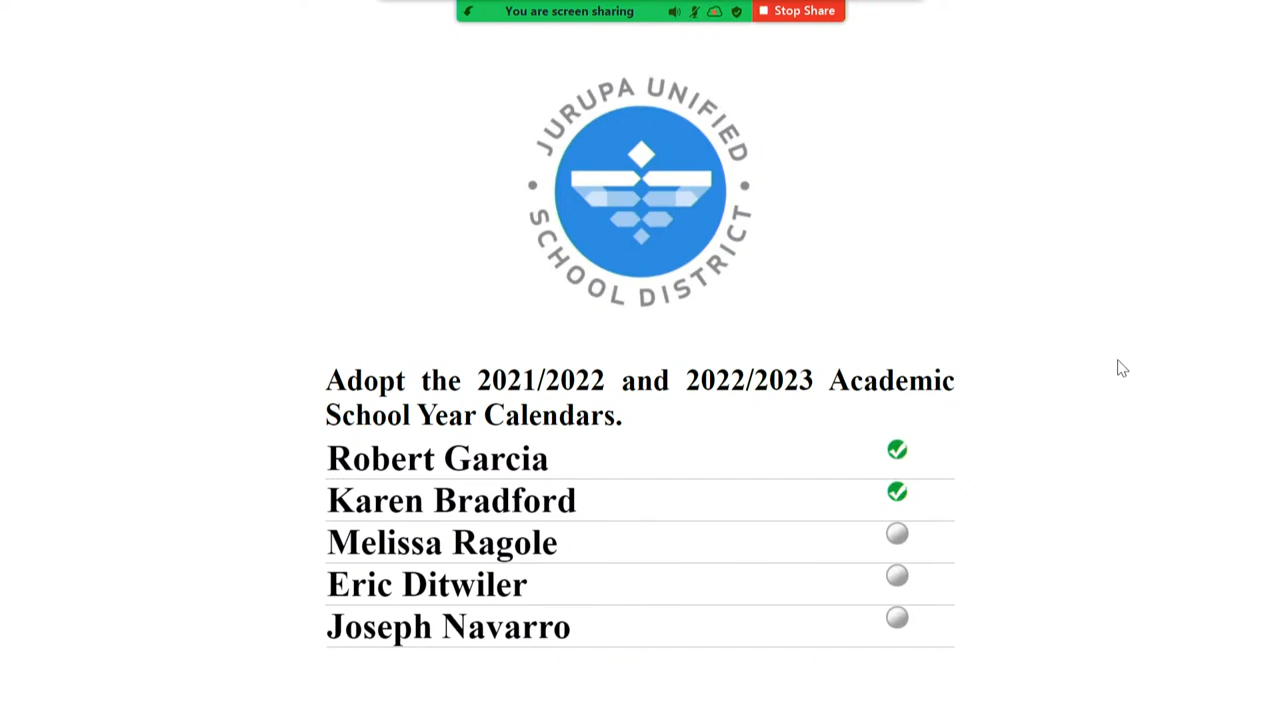 You are screen sharing
Stop Share
JURUPA UNIFIED
SCHOOL DISTRICT
Adopt the 2021/2022 and 2022/2023 Academic
School Year Calendars.
Robert Garcia
Karen Bradford
Melissa Ragole
Eric Ditwiler
Joseph Navarro